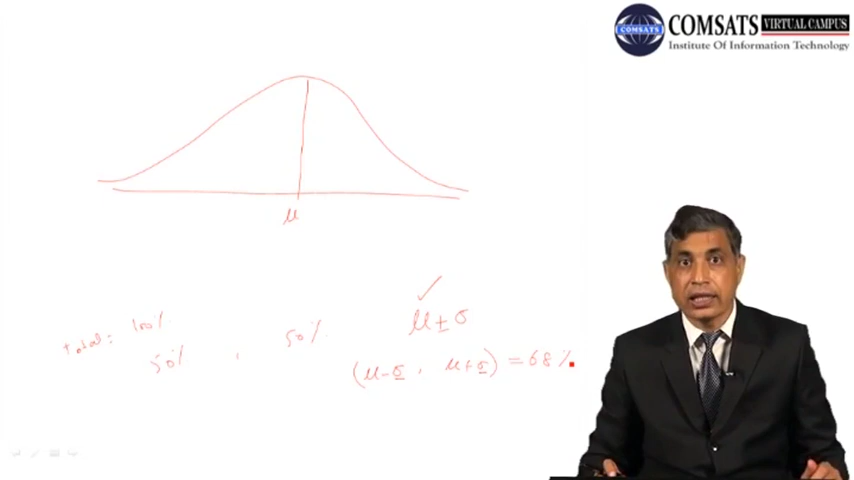 COMSATS
COMSATS VIRTUAL CAMPUS
Institute Of Information Technology
μ
total: 100%
50% , 50%
μ ± σ
(μ-σ , μ+σ) = 68%